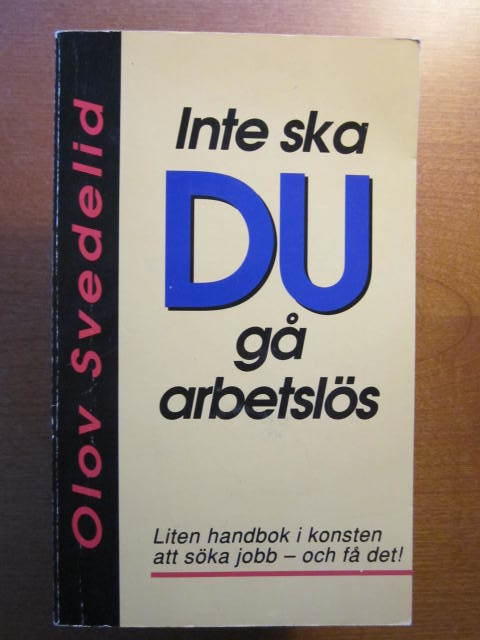 Olov Svedelid
Inte ska
DU
gå
arbetslös
Liten handbok i konsten
att söka jobb – och få det!